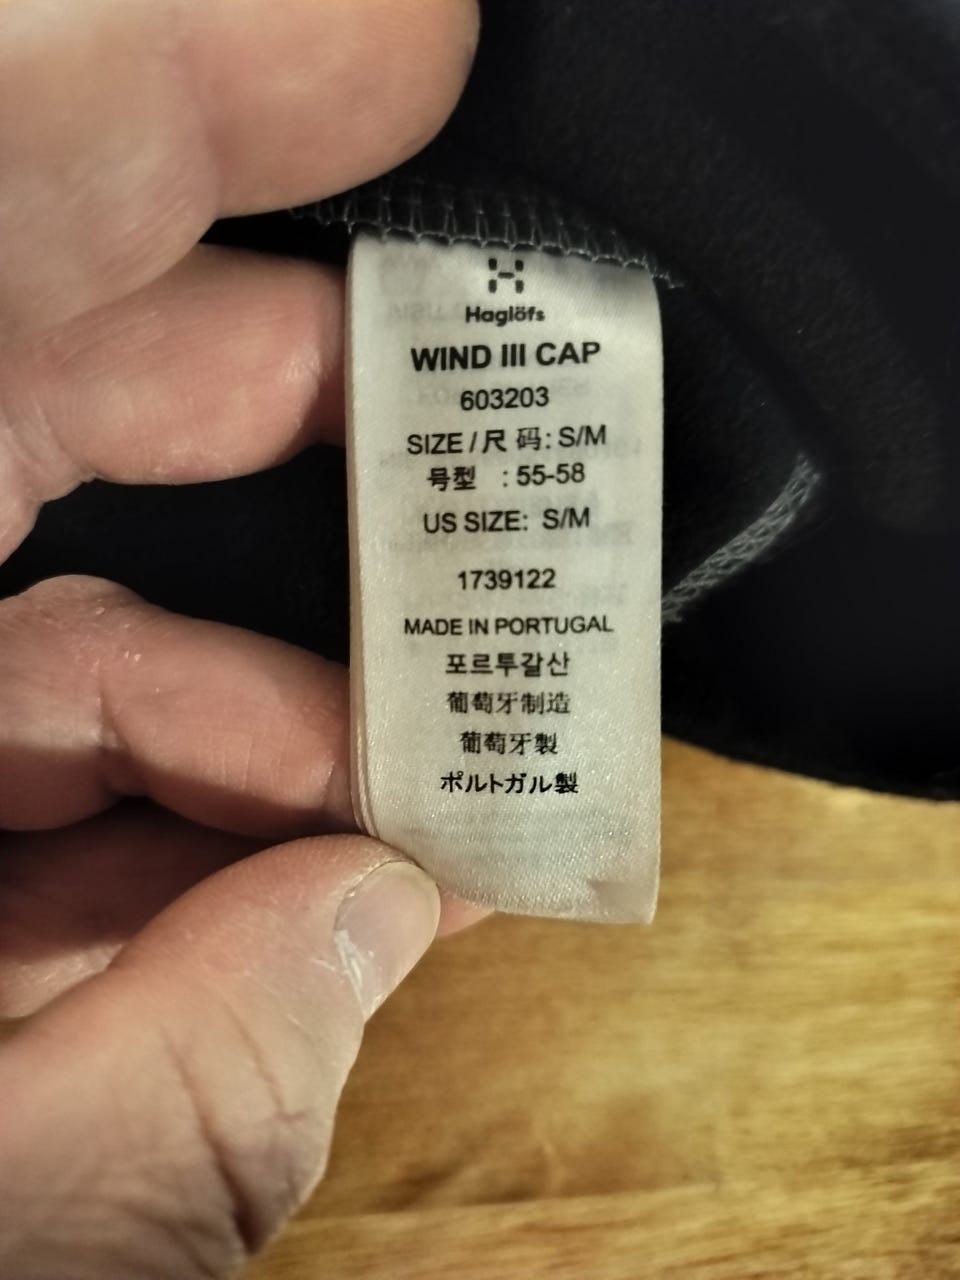 Haglöfs
WIND III CAP
603203
SIZE / 尺 码: S/M
号型 : 55-58
US SIZE: S/M
1739122
MADE IN PORTUGAL
포르투갈산
葡萄牙制造
葡萄牙製
ポルトガル製